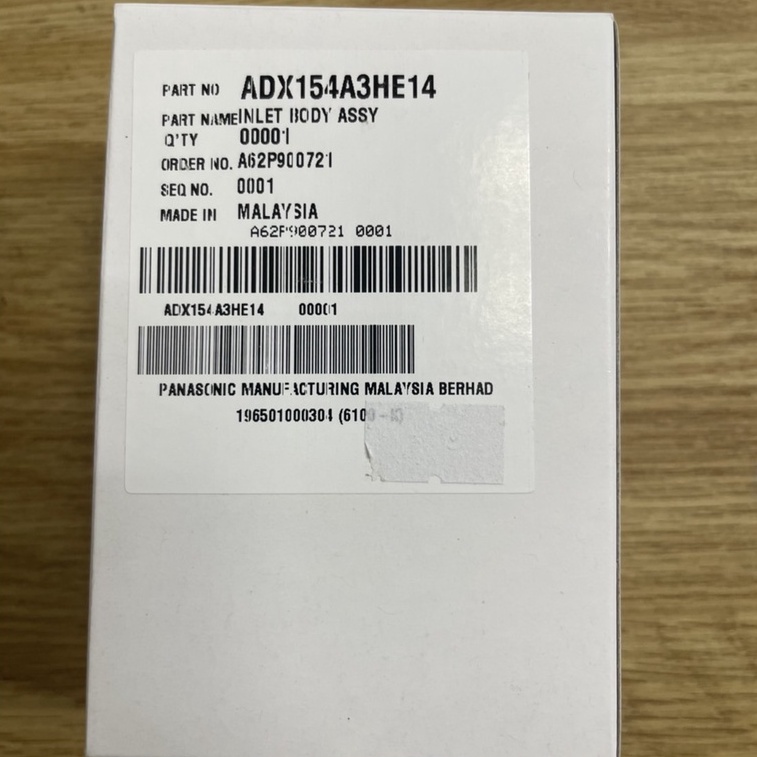 PART NO ADX154A3HE14
PART NAME INLET BODY ASSY
Q'TY 00001
ORDER NO. A62P900721
SEQ NO. 0001
MADE IN MALAYSIA
A62P900721 0001
ADX154A3HE14 00001
PANASONIC MANUFACTURING MALAYSIA BERHAD
196501000304 (6100 - K)